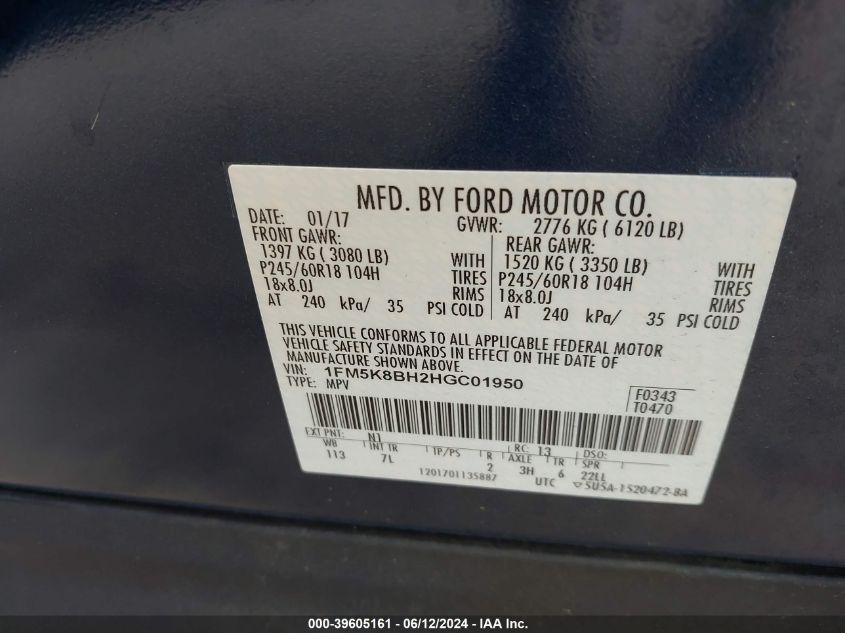 MFD. BY FORD MOTOR CO.
DATE: 01/17 GVWR: 2776 KG ( 6120 LB)
FRONT GAWR: REAR GAWR:
1397 KG ( 3080 LB) WITH 1520 KG ( 3350 LB) WITH
P245/60R18 104H TIRES P245/60R18 104H TIRES
18x8.0J RIMS 18x8.0J RIMS
AT 240 kPa/ 35 PSI COLD AT 240 kPa/ 35 PSI COLD
THIS VEHICLE CONFORMS TO ALL APPLICABLE FEDERAL MOTOR
VEHICLE SAFETY STANDARDS IN EFFECT ON THE DATE OF
MANUFACTURE SHOWN ABOVE.
VIN: 1FM5K8BH2HGC01950
TYPE: MPV
F0343
T0470
EXT PNT: N1 RC: 13 DSO:
WB INT TR TP/PS R AXLE TR SPR
113 7L 2 3H 6 22LL
1201701135887 UTC ▽5U5A-1520472-BA
000-39605161 - 06/12/2024 - IAA Inc.